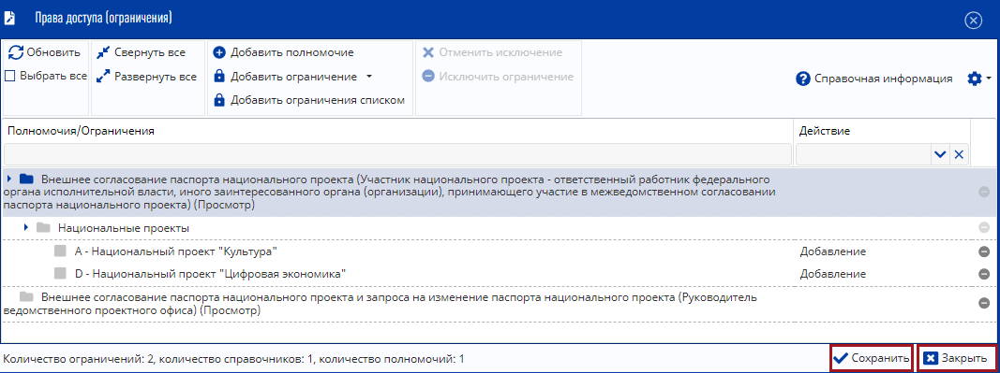 Права доступа (ограничения)
Обновить
Выбрать все
Свернуть все
Развернуть все
Добавить полномочие
Добавить ограничение
Добавить ограничения списком
Отменить исключение
Исключить ограничение
Справочная информация
Полномочия/Ограничения
Действие
Внешнее согласование паспорта национального проекта (Участник национального проекта - ответственный работник федерального
органа исполнительной власти, иного заинтересованного органа (организации), принимающего участие в межведомственном согласовании
паспорта национального проекта) (Просмотр)
Национальные проекты
A - Национальный проект "Культура" Добавление
D - Национальный проект "Цифровая экономика" Добавление
Внешнее согласование паспорта национального проекта и запроса на изменение паспорта национального проекта (Руководитель
ведомственного проектного офиса) (Просмотр)
Количество ограничений: 2, количество справочников: 1, количество полномочий: 1
Сохранить
Закрыть